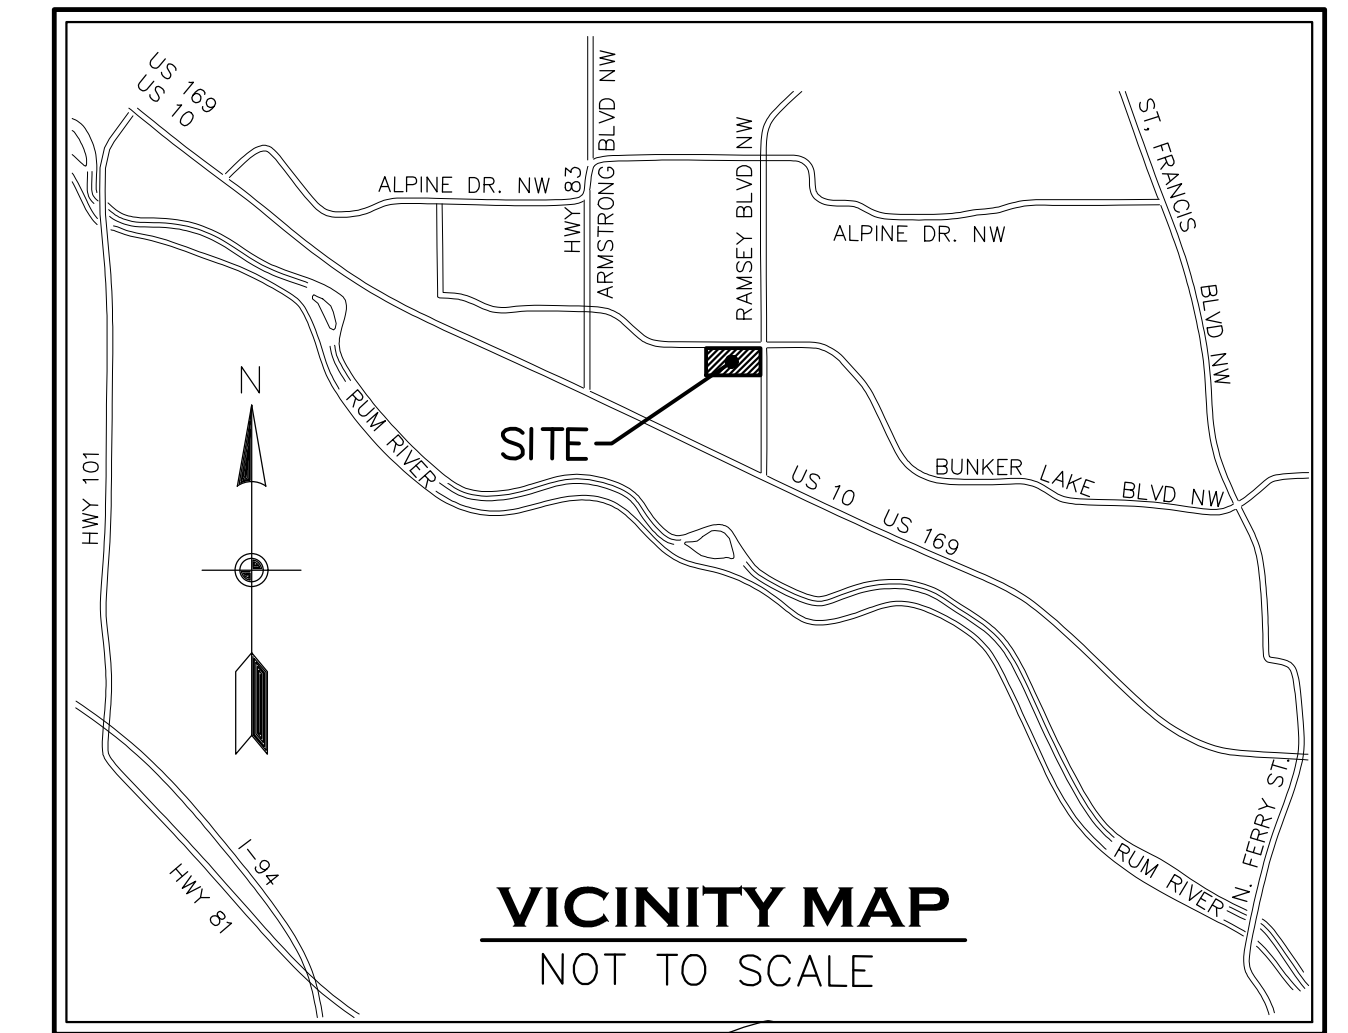 US 169
US 10
ARMSTRONG BLVD NW
HWY 83
RAMSEY BLVD NW
ST, FRANCIS BLVD NW
ALPINE DR. NW
ALPINE DR. NW
N
RUM RIVER
SITE
HWY 101
BUNKER LAKE BLVD NW
US 10 US 169
N. FERRY ST.
RUM RIVER
I-94
HWY 81
VICINITY MAP
NOT TO SCALE